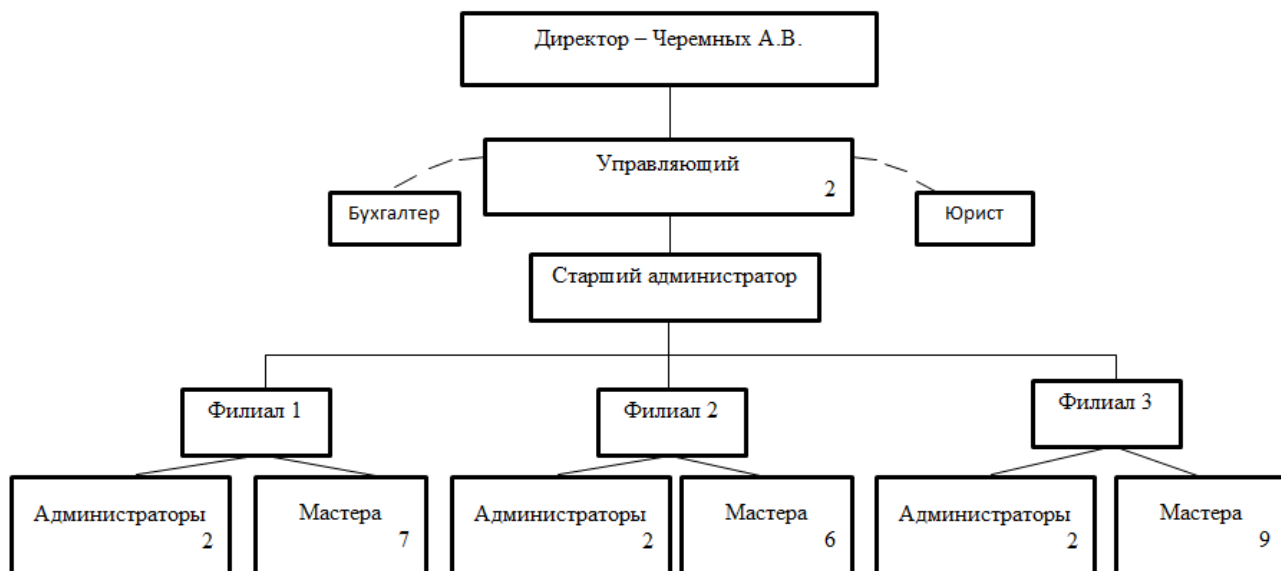 Директор – Черемных А.В.
Управляющий
2
Бухгалтер
Юрист
Старший администратор
Филиал 1
Филиал 2
Филиал 3
Администраторы
2
Мастера
7
Администраторы
2
Мастера
6
Администраторы
2
Мастера
9